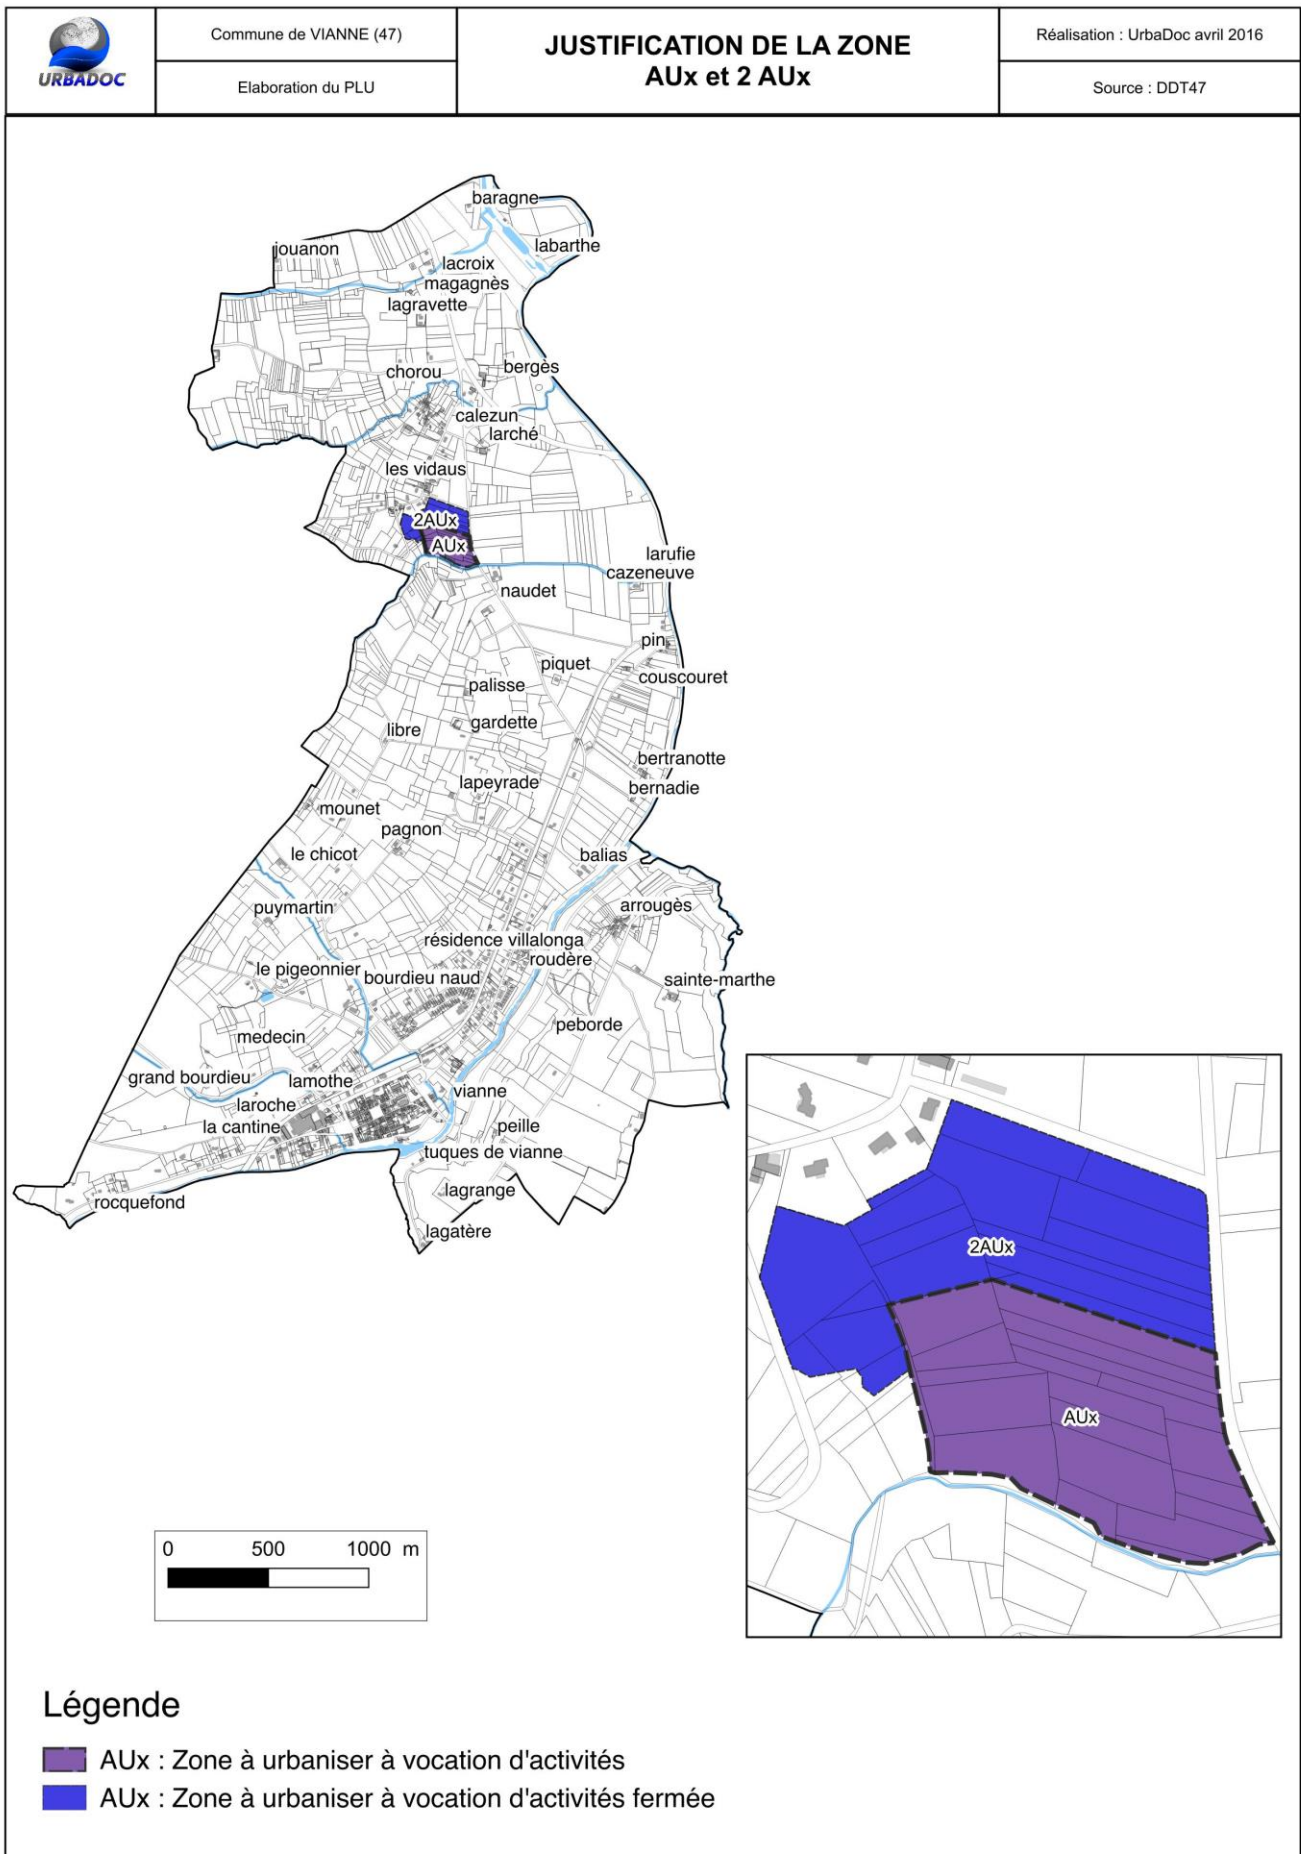 URBADOC
Commune de VIANNE (47)
Elaboration du PLU
JUSTIFICATION DE LA ZONE
AUx et 2 AUx
Réalisation : UrbaDoc avril 2016
Source : DDT47
baragne
jouanon
labarthe
lacroix
magagnès
lagravette
bergès
chorou
calezun
larché
les vidaus
2AUx
AUx
larufie
cazeneuve
naudet
pin
piquet
couscouret
palisse
gardette
libre
bertranotte
lapeyrade
bernadie
mounet
pagnon
le chicot
balias
puymartin
arrougès
résidence villalonga
roudère
le pigeonnier
bourdieu naud
sainte-marthe
peborde
medecin
grand bourdieu
lamothe
vianne
laroche
la cantine
peille
tuques de vianne
lagrange
rocquefond
lagatère
2AUx
AUx
0 500 1000 m
Légende
AUx : Zone à urbaniser à vocation d'activités
AUx : Zone à urbaniser à vocation d'activités fermée